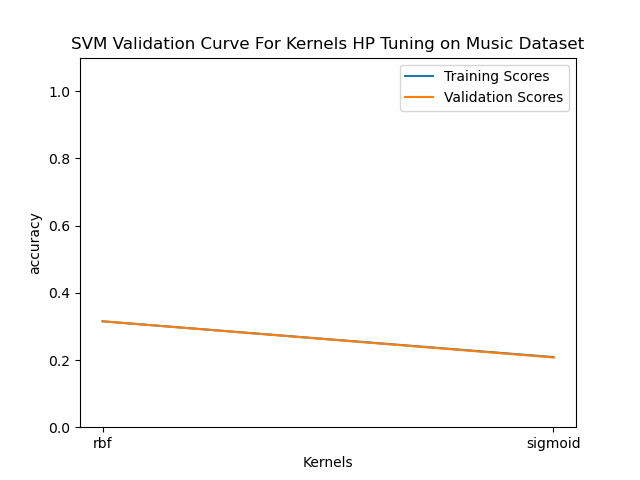 SVM Validation Curve For Kernels HP Tuning on Music Dataset
Training Scores
Validation Scores
accuracy
1.0
0.8
0.6
0.4
0.2
0.0
rbf
sigmoid
Kernels